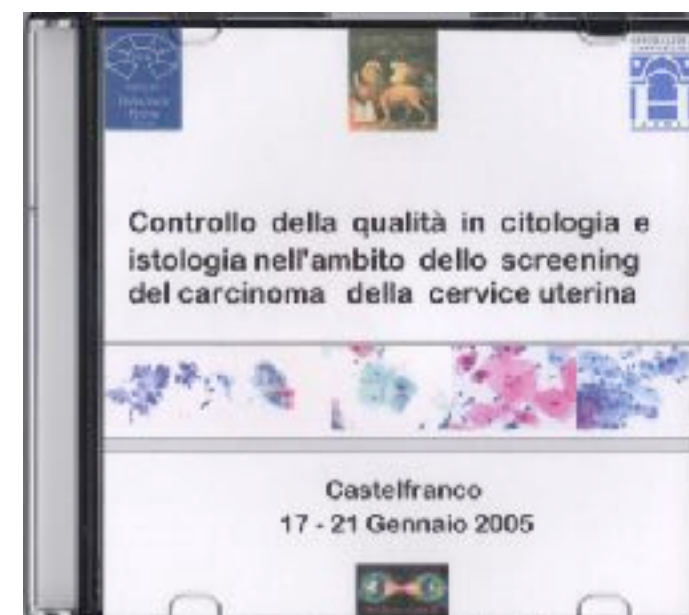 Controllo della qualità in citologia e
istologia nell'ambito dello screening
del carcinoma della cervice uterina
Castelfranco
17 - 21 Gennaio 2005